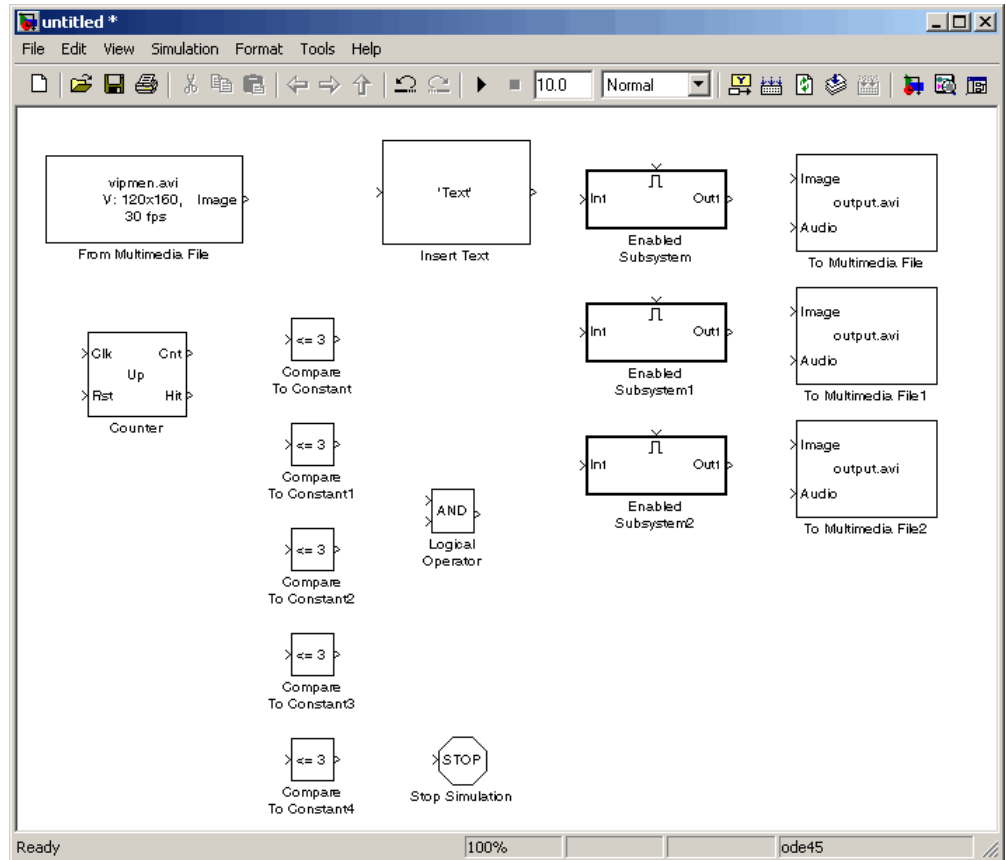 untitled *
File Edit View Simulation Format Tools Help
10.0 Normal
vipmen.avi
V: 120x160,
30 fps
Image
From Multimedia File
'Text'
Insert Text
In1 Out1
Enabled
Subsystem
Image
output.avi
Audio
To Multimedia File
Clk Cnt
Up
Rst Hit
Counter
<= 3
Compare
To Constant
In1 Out1
Enabled
Subsystem1
Image
output.avi
Audio
To Multimedia File1
<= 3
Compare
To Constant1
AND
Logical
Operator
In1 Out1
Enabled
Subsystem2
Image
output.avi
Audio
To Multimedia File2
<= 3
Compare
To Constant2
<= 3
Compare
To Constant3
<= 3
Compare
To Constant4
STOP
Stop Simulation
Ready 100% ode45